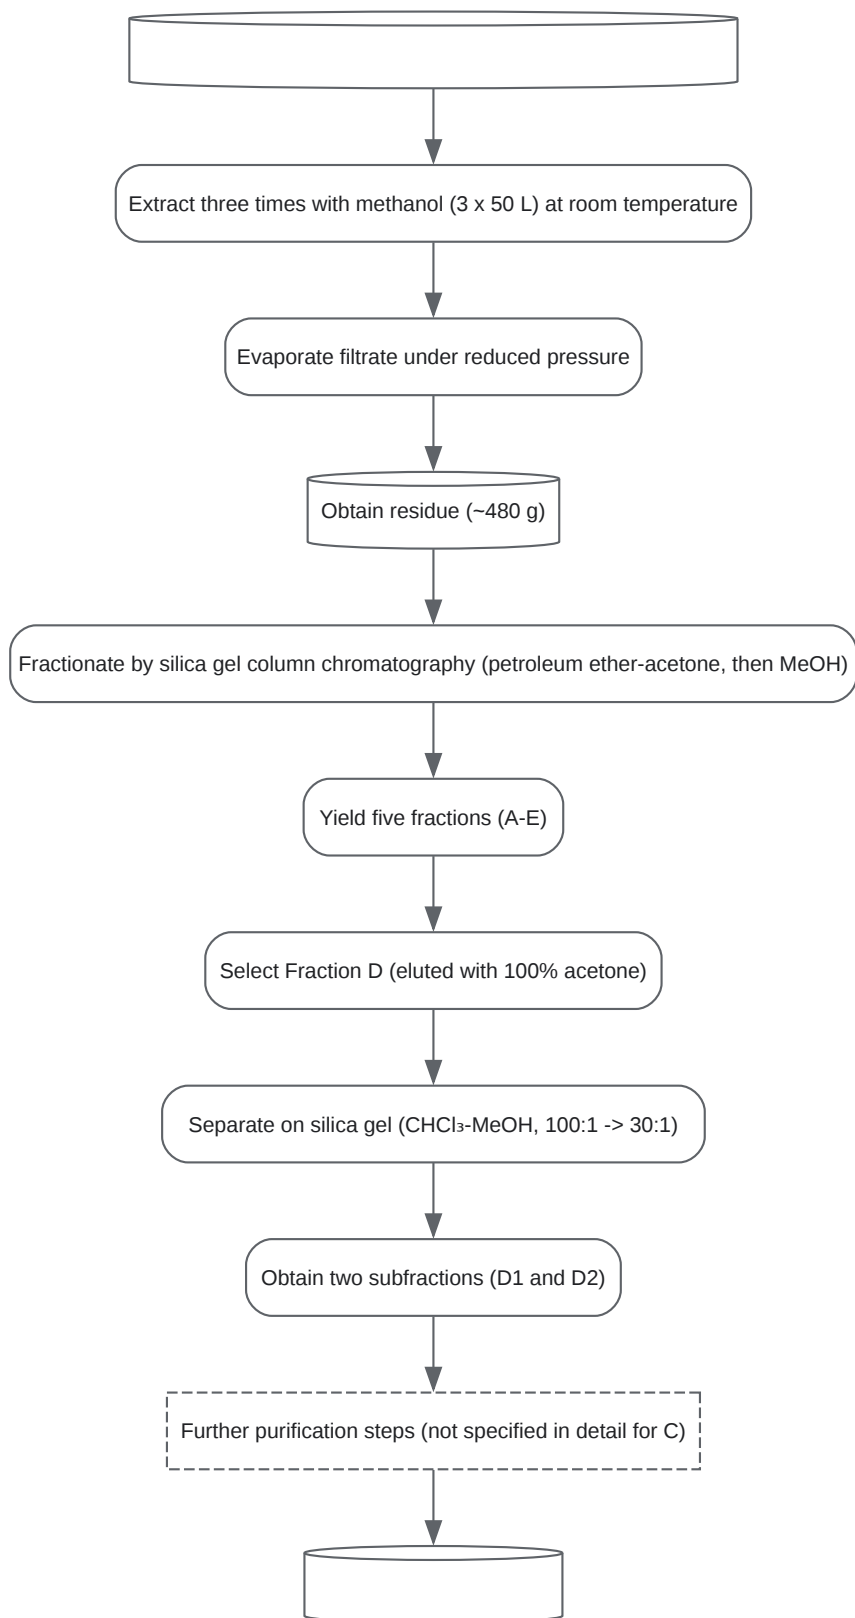 Extract three times with methanol (3 x 50 L) at room temperature
Evaporate filtrate under reduced pressure
Obtain residue (~480 g)
Fractionate by silica gel column chromatography (petroleum ether-acetone, then MeOH)
Yield five fractions (A-E)
Select Fraction D (eluted with 100% acetone)
Separate on silica gel (CHCl₃-MeOH, 100:1 -> 30:1)
Obtain two subfractions (D1 and D2)
Further purification steps (not specified in detail for C)